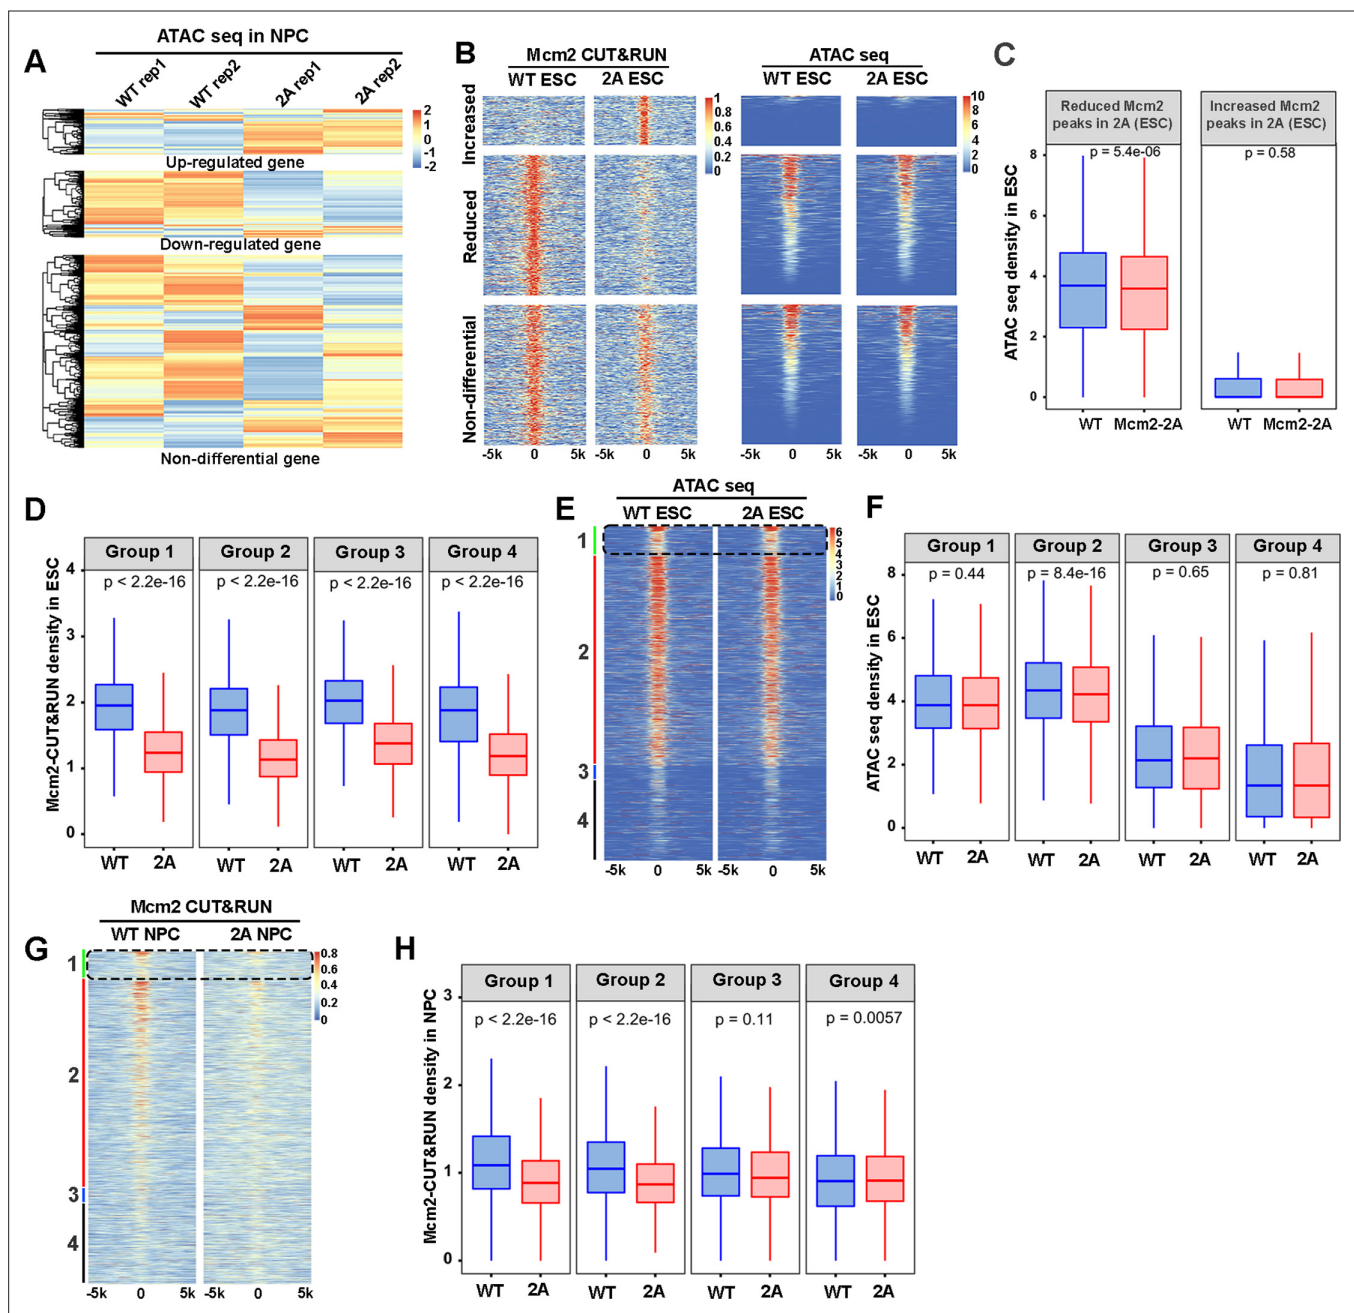 A
ATAC seq in NPC
WT rep1
WT rep2
2A rep1
2A rep2
2
1
0
-1
-2
Up-regulated gene
Down-regulated gene
Non-differential gene
B
Mcm2 CUT&RUN
ATAC seq
WT ESC
2A ESC
WT ESC
2A ESC
Increased
Reduced
Non-differential
1
0.8
0.6
0.4
0.2
0
10
8
6
4
2
0
-5k
0
5k
-5k
0
5k
-5k
0
5k
-5k
0
5k
C
Reduced Mcm2
peaks in 2A (ESC)
Increased Mcm2
peaks in 2A (ESC)
p = 5.4e-06
p = 0.58
ATAC seq density in ESC
8
6
4
2
0
WT
Mcm2-2A
WT
Mcm2-2A
D
Group 1
Group 2
Group 3
Group 4
p < 2.2e-16
p < 2.2e-16
p < 2.2e-16
p < 2.2e-16
Mcm2-CUT&RUN density in ESC
4
3
2
1
0
WT
2A
WT
2A
WT
2A
WT
2A
E
ATAC seq
WT ESC
2A ESC
1
2
3
4
6
5
4
3
2
1
0
-5k
0
5k
-5k
0
5k
F
Group 1
Group 2
Group 3
Group 4
p = 0.44
p = 8.4e-16
p = 0.65
p = 0.81
ATAC seq density in ESC
8
6
4
2
0
WT
2A
WT
2A
WT
2A
WT
2A
G
Mcm2 CUT&RUN
WT NPC
2A NPC
1
2
3
4
0.8
0.6
0.4
0.2
0
-5k
0
5k
-5k
0
5k
H
Group 1
Group 2
Group 3
Group 4
p < 2.2e-16
p < 2.2e-16
p = 0.11
p = 0.0057
Mcm2-CUT&RUN density in NPC
3
2
1
0
WT
2A
WT
2A
WT
2A
WT
2A